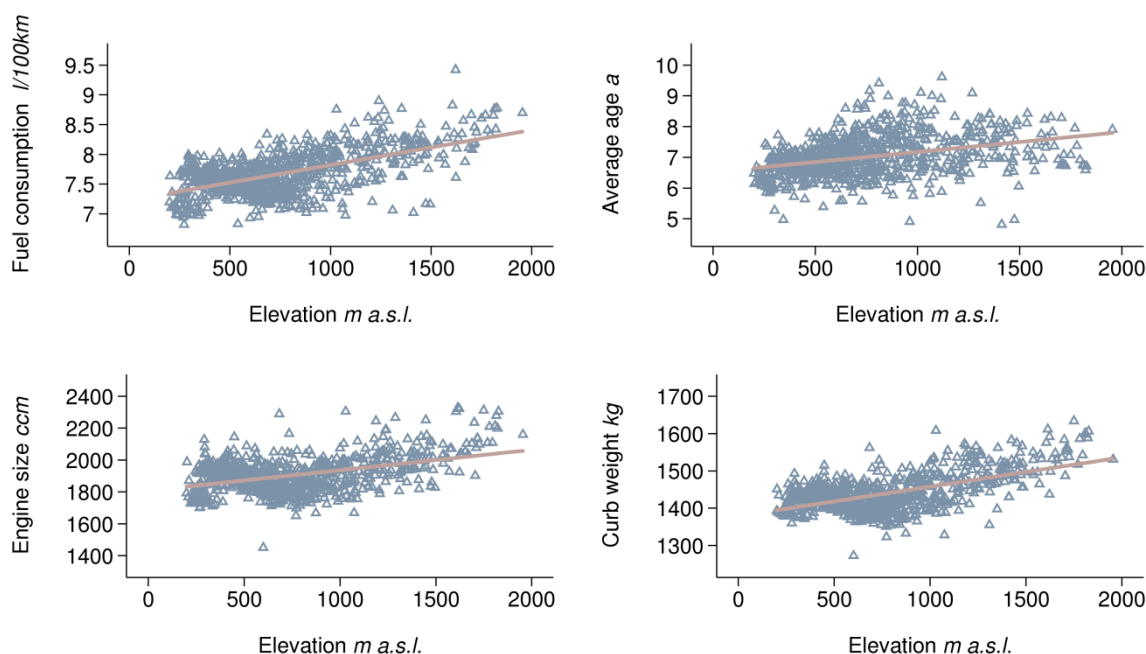 Fuel consumption l/100km
9.5
9
8.5
8
7.5
7
0 500 1000 1500 2000
Elevation m a.s.l.
Average age a
10
9
8
7
6
5
0 500 1000 1500 2000
Elevation m a.s.l.
Engine size ccm
2400
2200
2000
1800
1600
1400
0 500 1000 1500 2000
Elevation m a.s.l.
Curb weight kg
1700
1600
1500
1400
1300
0 500 1000 1500 2000
Elevation m a.s.l.